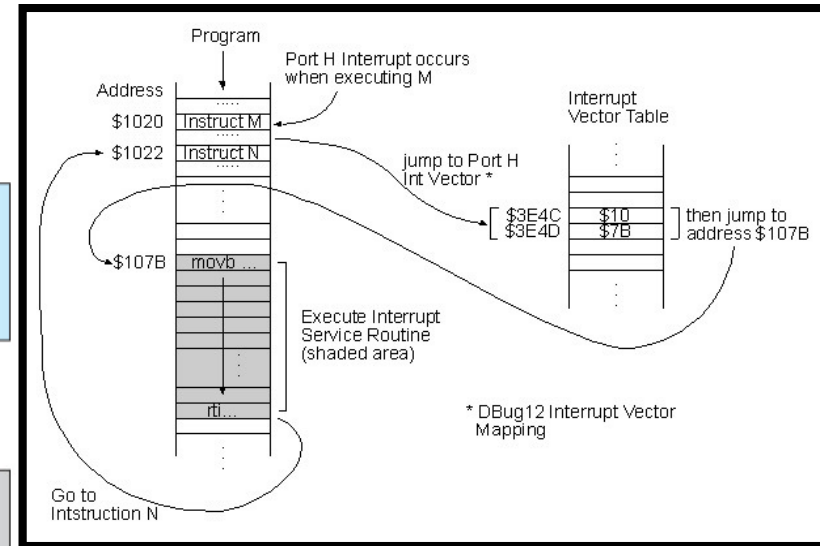 Program
Port H Interrupt occurs
when executing M
Address
.....
$1020 Instruct M
.....
$1022 Instruct N
.....
Interrupt
Vector Table
jump to Port H
Int Vector *
$3E4C $10
$3E4D $7B
then jump to
address $107B
$107B movb ...
Execute Interrupt
Service Routine
(shaded area)
rti...
* DBug12 Interrupt Vector
Mapping
Go to
Intstruction N